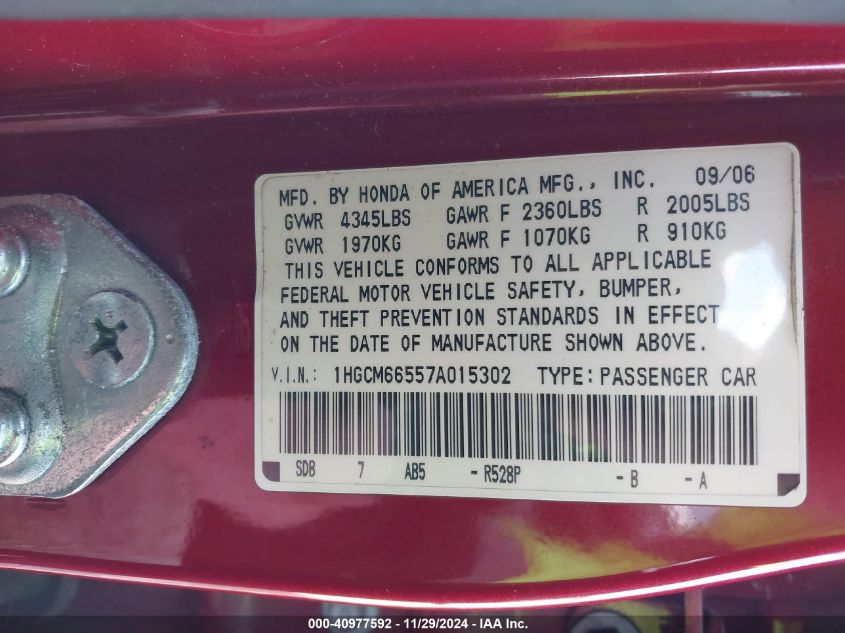 MFD. BY HONDA OF AMERICA MFG., INC. 09/06
GVWR 4345LBS GAWR F 2360LBS R 2005LBS
GVWR 1970KG GAWR F 1070KG R 910KG
THIS VEHICLE CONFORMS TO ALL APPLICABLE
FEDERAL MOTOR VEHICLE SAFETY, BUMPER,
AND THEFT PREVENTION STANDARDS IN EFFECT
ON THE DATE OF MANUFACTURE SHOWN ABOVE.
V.I.N.: 1HGCM66557A015302 TYPE: PASSENGER CAR
SDB 7 AB5 - R528P - B - A
000-40977592 - 11/29/2024 - IAA Inc.